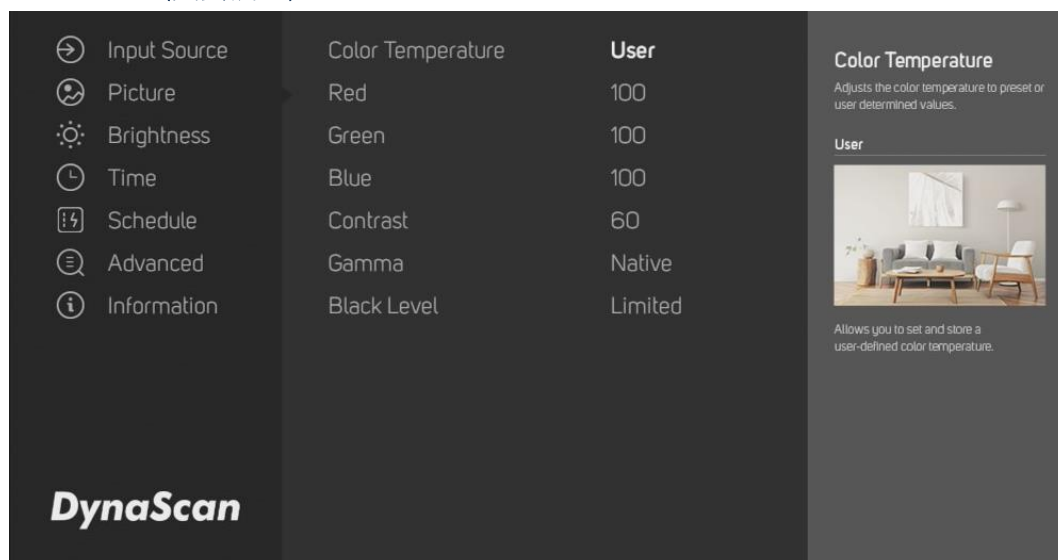 Input Source
Picture
Brightness
Time
Schedule
Advanced
Information
DynaScan
Color Temperature User
Red 100
Green 100
Blue 100
Contrast 60
Gamma Native
Black Level Limited
Color Temperature
Adjusts the color temperature to preset or
user determined values.
User
Allows you to set and store a
user-defined color temperature.